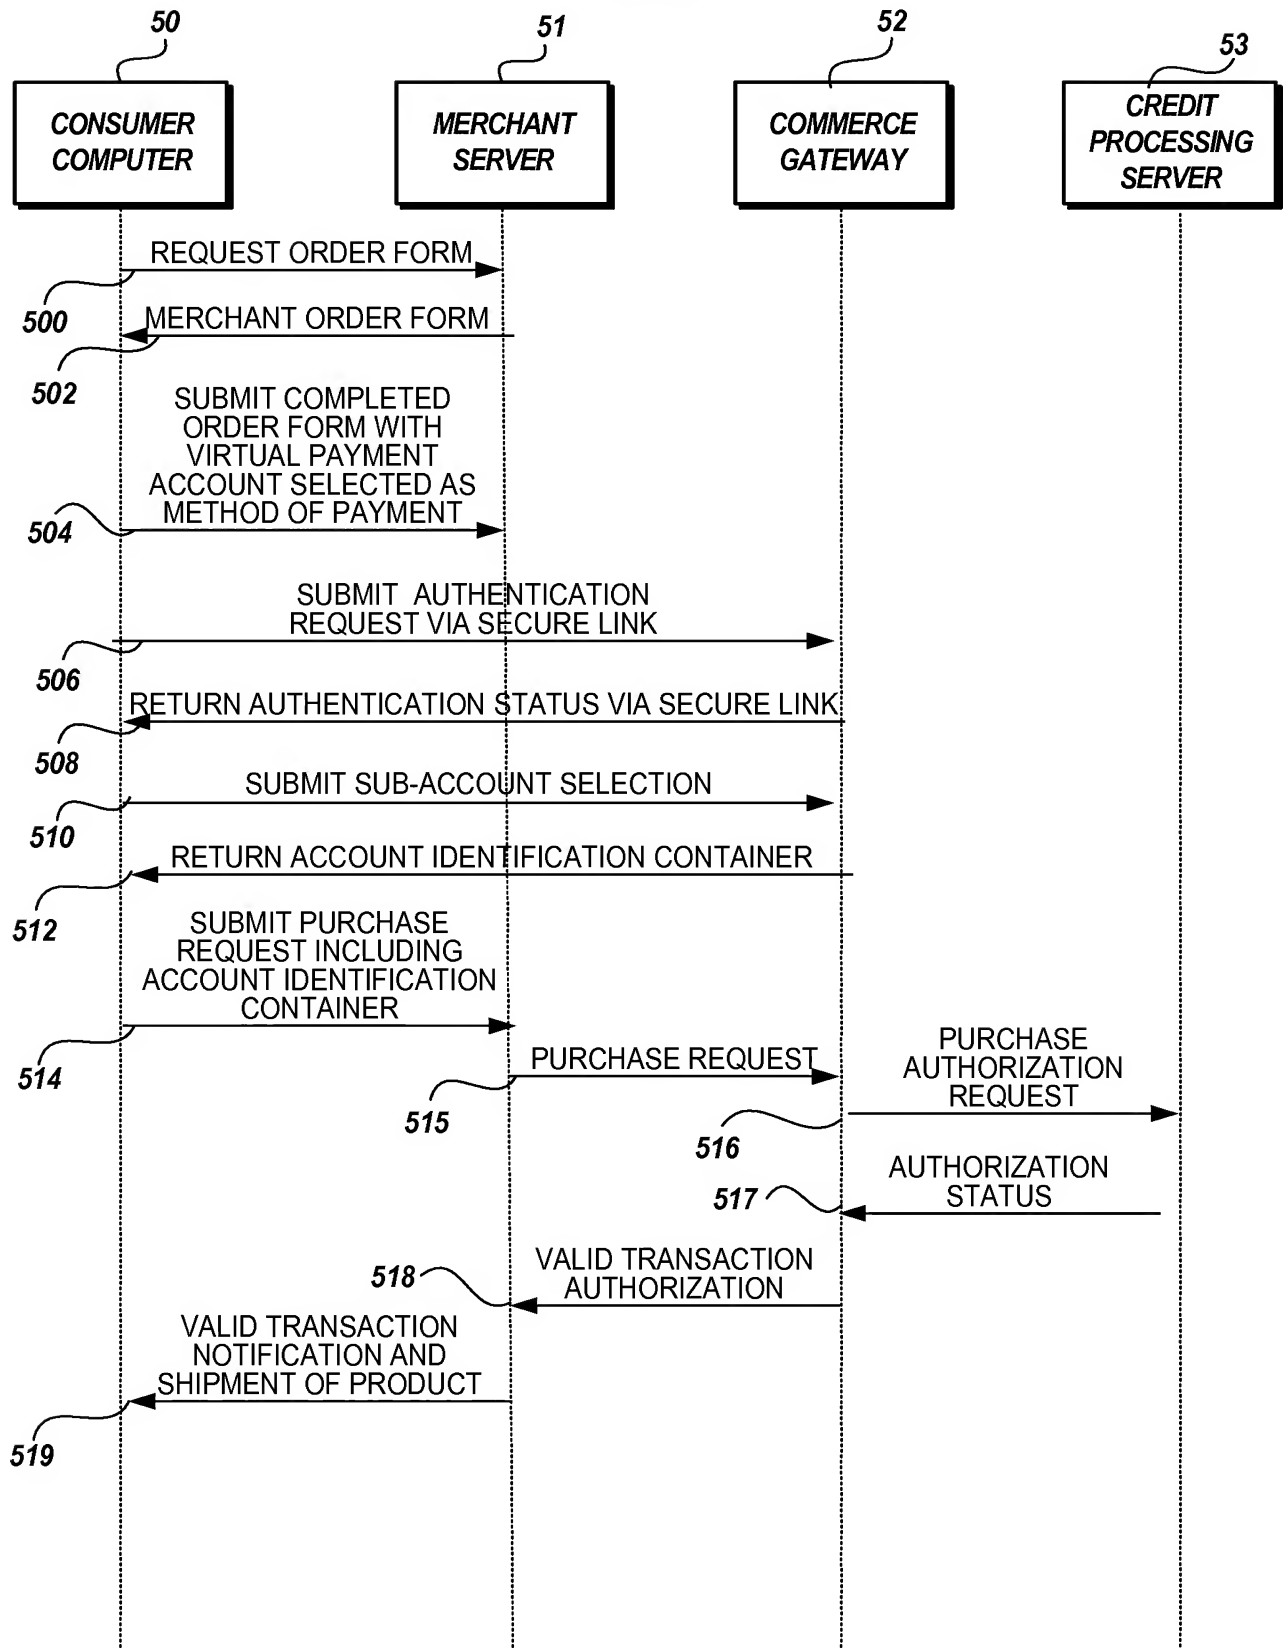 50
51
52
53
CONSUMER
COMPUTER
MERCHANT
SERVER
COMMERCE
GATEWAY
CREDIT
PROCESSING
SERVER
REQUEST ORDER FORM
500
MERCHANT ORDER FORM
502
SUBMIT COMPLETED
ORDER FORM WITH
VIRTUAL PAYMENT
ACCOUNT SELECTED AS
METHOD OF PAYMENT
504
SUBMIT AUTHENTICATION
REQUEST VIA SECURE LINK
506
RETURN AUTHENTICATION STATUS VIA SECURE LINK
508
SUBMIT SUB-ACCOUNT SELECTION
510
RETURN ACCOUNT IDENTIFICATION CONTAINER
512
SUBMIT PURCHASE
REQUEST INCLUDING
ACCOUNT IDENTIFICATION
CONTAINER
514
PURCHASE REQUEST
515
PURCHASE
AUTHORIZATION
REQUEST
516
AUTHORIZATION
STATUS
517
VALID TRANSACTION
AUTHORIZATION
518
VALID TRANSACTION
NOTIFICATION AND
SHIPMENT OF PRODUCT
519